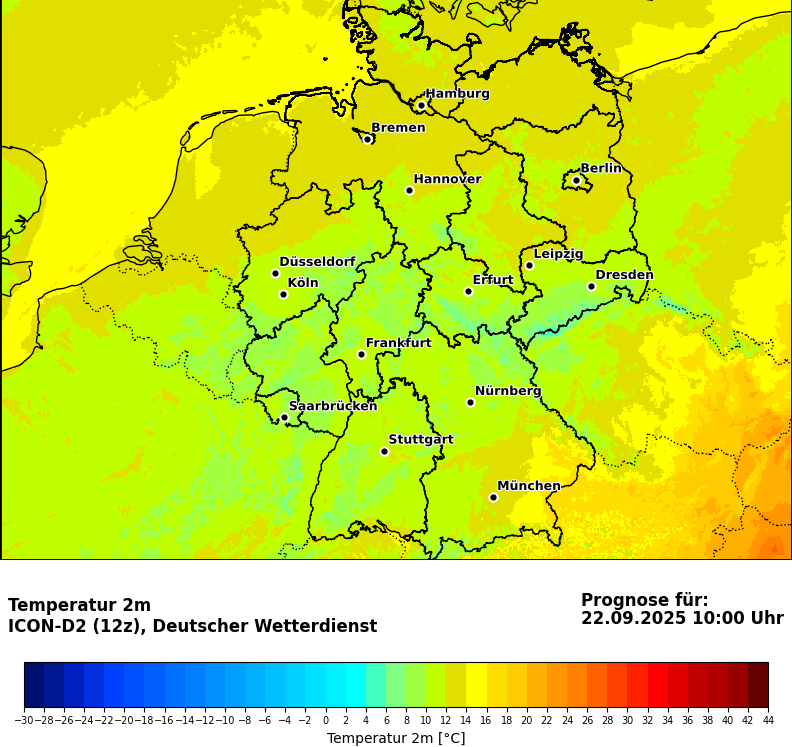 Hamburg
Bremen
Berlin
Hannover
Leipzig
Düsseldorf
Dresden
Köln
Erfurt
Frankfurt
Nürnberg
Saarbrücken
Stuttgart
München
Temperatur 2m
ICON-D2 (12z), Deutscher Wetterdienst
Prognose für:
22.09.2025 10:00 Uhr
−30 −28 −26 −24 −22 −20 −18 −16 −14 −12 −10 −8 −6 −4 −2 0 2 4 6 8 10 12 14 16 18 20 22 24 26 28 30 32 34 36 38 40 42 44
Temperatur 2m [°C]